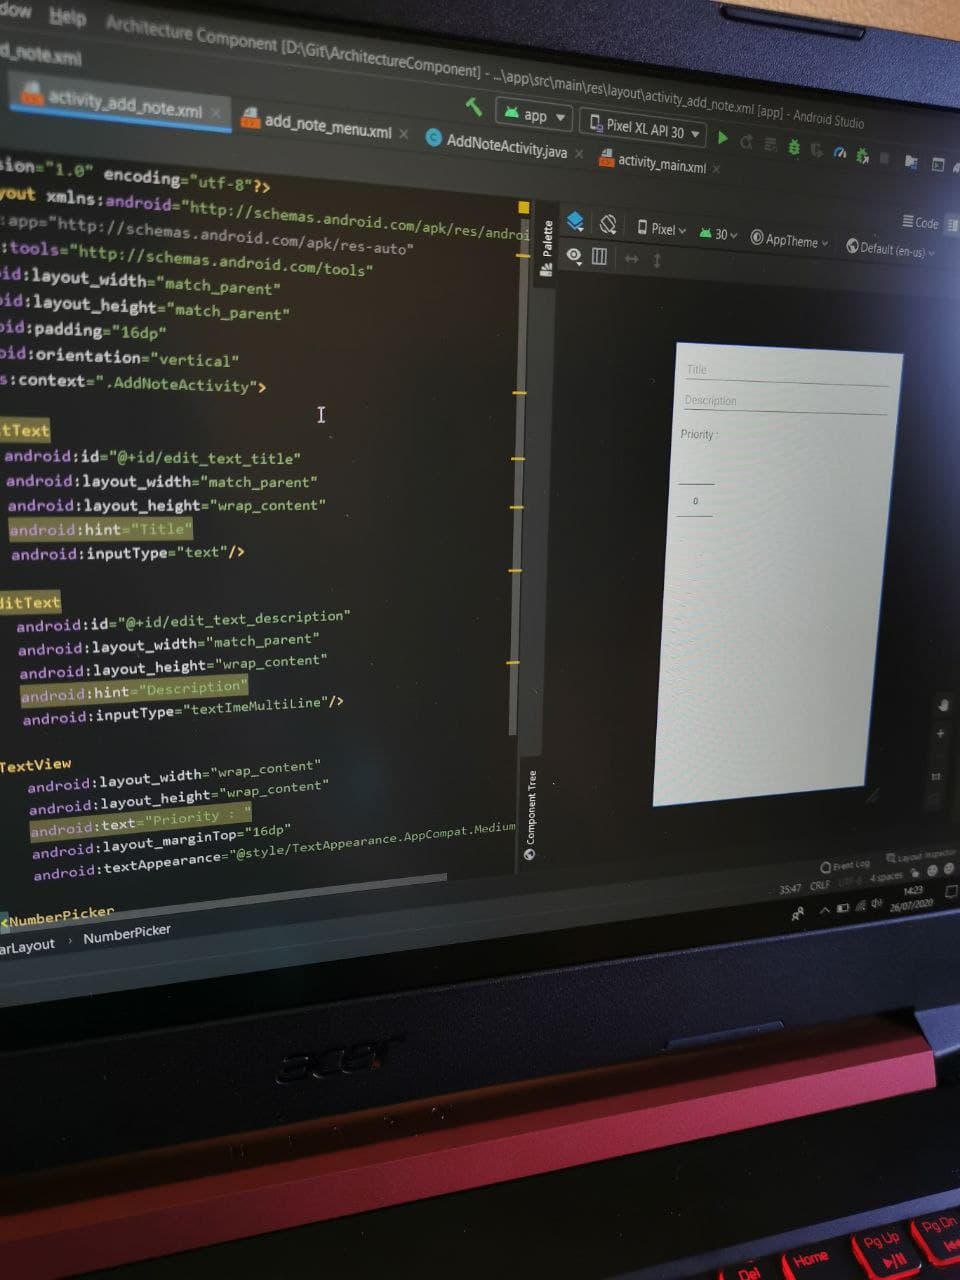 dow Help Architecture Component [D:\Git\ArchitectureComponent] - ...\app\src\main\res\layout\activity_add_note.xml [app] - Android Studio
d_note.xml
app Pixel XL API 30
activity_add_note.xml add_note_menu.xml AddNoteActivity.java activity_main.xml
sion="1.0" encoding="utf-8"?>
yout xmlns:android="http://schemas.android.com/apk/res/androi
:app="http://schemas.android.com/apk/res-auto"
:tools="http://schemas.android.com/tools"
oid:layout_width="match_parent"
oid:layout_height="match_parent"
oid:padding="16dp"
oid:orientation="vertical"
s:context=".AddNoteActivity">
itText
android:id="@+id/edit_text_title"
android:layout_width="match_parent"
android:layout_height="wrap_content"
android:hint="Title"
android:inputType="text"/>
ditText
android:id="@+id/edit_text_description"
android:layout_width="match_parent"
android:layout_height="wrap_content"
android:hint="Description"
android:inputType="textImeMultiLine"/>
TextView
android:layout_width="wrap_content"
android:layout_height="wrap_content"
android:text="Priority : "
android:layout_marginTop="16dp"
android:textAppearance="@style/TextAppearance.AppCompat.Medium
<NumberPicker
arLayout › NumberPicker
Palette
Component Tree
Code
Pixel 30 AppTheme Default (en-us)
Title
Description
Priority :
0
Event Log Layout Inspector
35:47 CRLF UTF-8 4 spaces
14:23
26/07/2020
acer
Del Home Pg Up Pg Dn